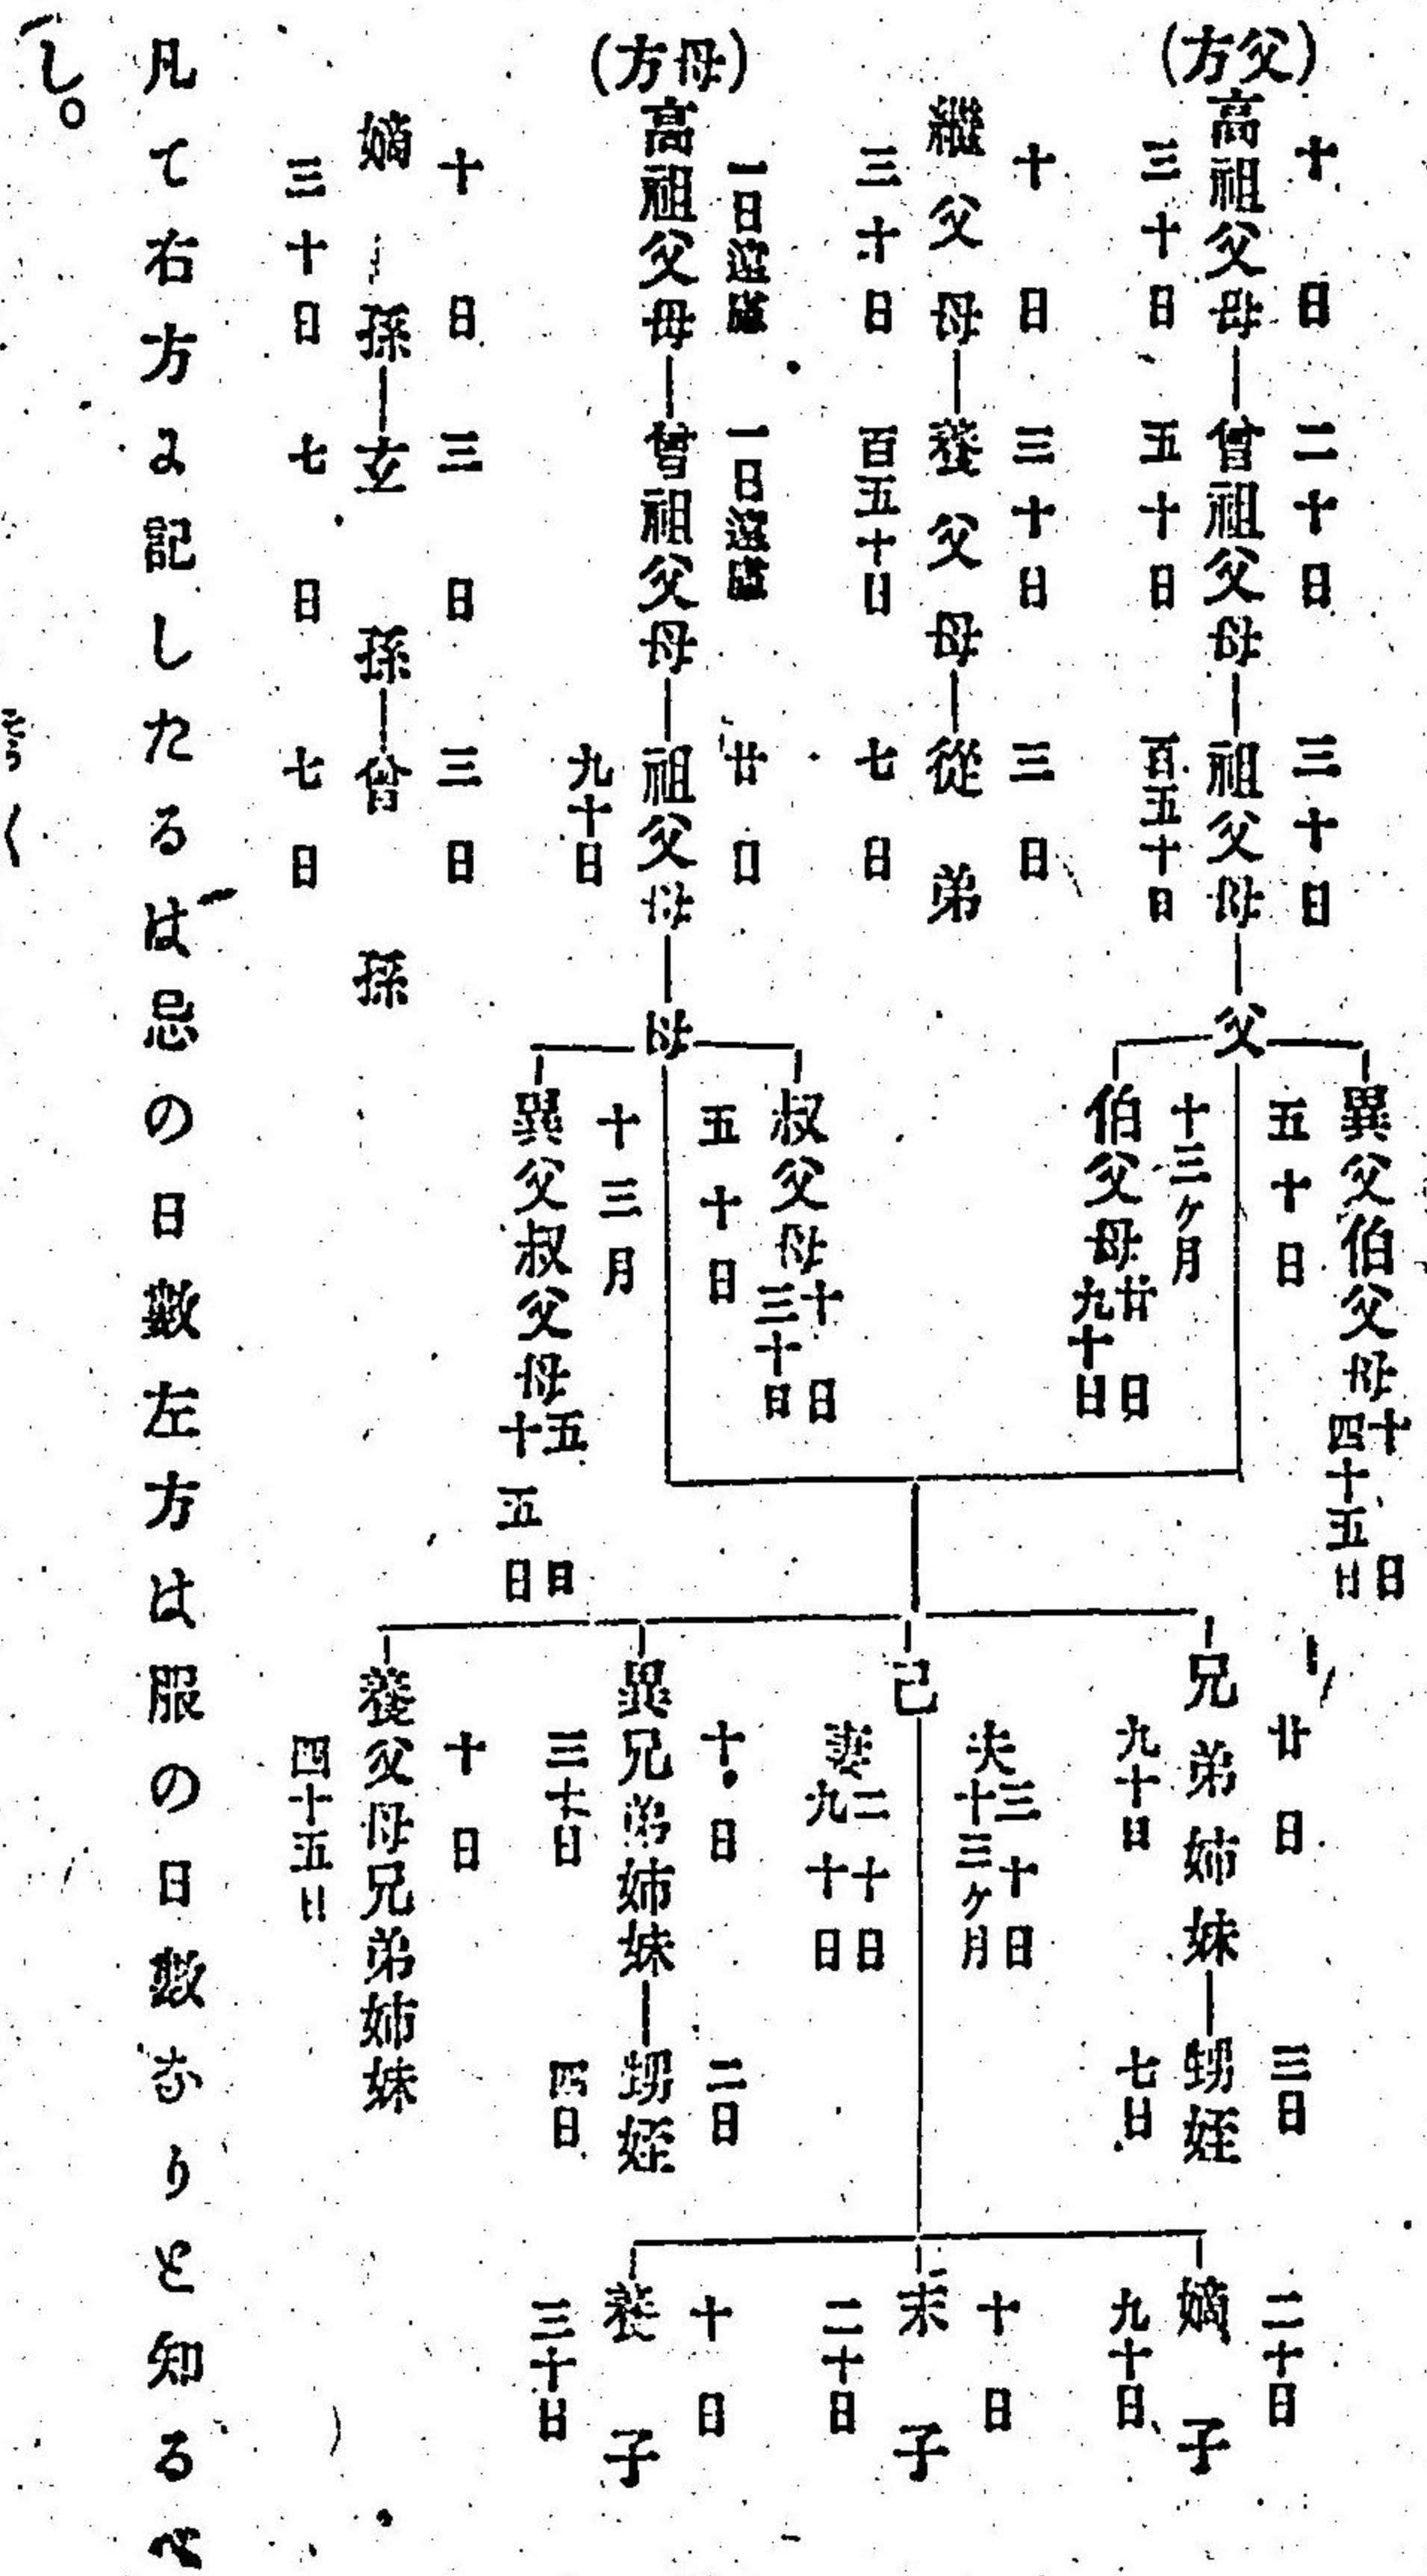 (父方)
十日 二十日 三十日
高祖父母―曾祖父母―祖父母―父
三十日 五十日 百五十日
五十日
十三ケ月
異父伯父母
十日
四十五日
伯父母
廿日
九十日
十日 三十日 三日
繼父母―養父母―從弟
三十日 百五十日 七日
(母方)
一日遠慮 一日遠慮 廿日
高祖父母―曾祖父母―祖父母―母
九十日
五十日
十三月
叔父母
十日
三十日
異父叔父母
五日
十五日
十日 三日 三日
嫡孫―玄孫―曾孫
三十日 七日 七日
廿日 三日
兄弟姉妹―甥姪
九十日 七日
己
夫
三十日
十三ケ月
妻
二十日
九十日
十日 二日
異兄弟姉妹―甥姪
三十日 四日
十日
養父母兄弟姉妹
四十五日
二十日
嫡子
九十日
十日
末子
二十日
十日
養子
三十日
凡て右方よ記したるは忌の日數左方は服の日數なりと知るべ
し。